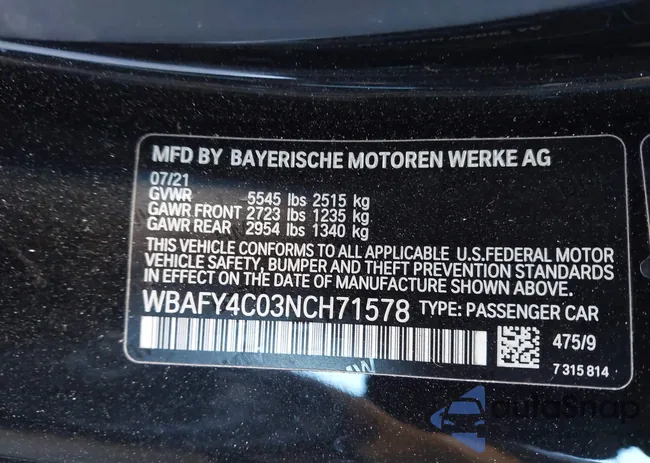 MFD BY BAYERISCHE MOTOREN WERKE AG
07/21
GVWR 5545 lbs 2515 kg
GAWR FRONT 2723 lbs 1235 kg
GAWR REAR 2954 lbs 1340 kg
THIS VEHICLE CONFORMS TO ALL APPLICABLE U.S.FEDERAL MOTOR
VEHICLE SAFETY, BUMPER AND THEFT PREVENTION STANDARDS
IN EFFECT ON THE DATE OF MANUFACTURE SHOWN ABOVE.
WBAFY4C03NCH71578 TYPE: PASSENGER CAR
475/9
7 315 814
autoSnap